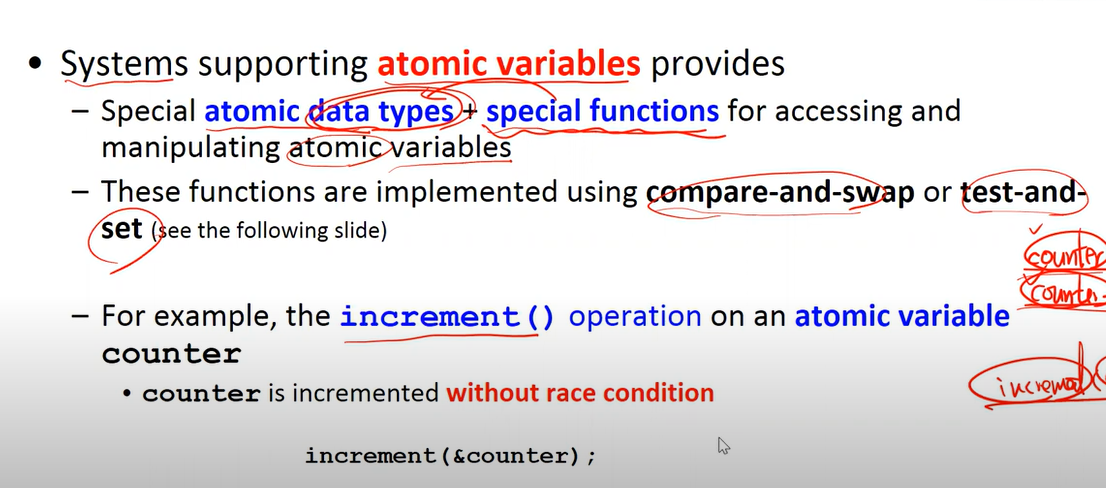 • Systems supporting atomic variables provides
– Special atomic data types + special functions for accessing and
manipulating atomic variables
– These functions are implemented using compare-and-swap or test-and-
set (see the following slide)
counter
counter
– For example, the increment() operation on an atomic variable
counter
• counter is incremented without race condition
increment(&counter);